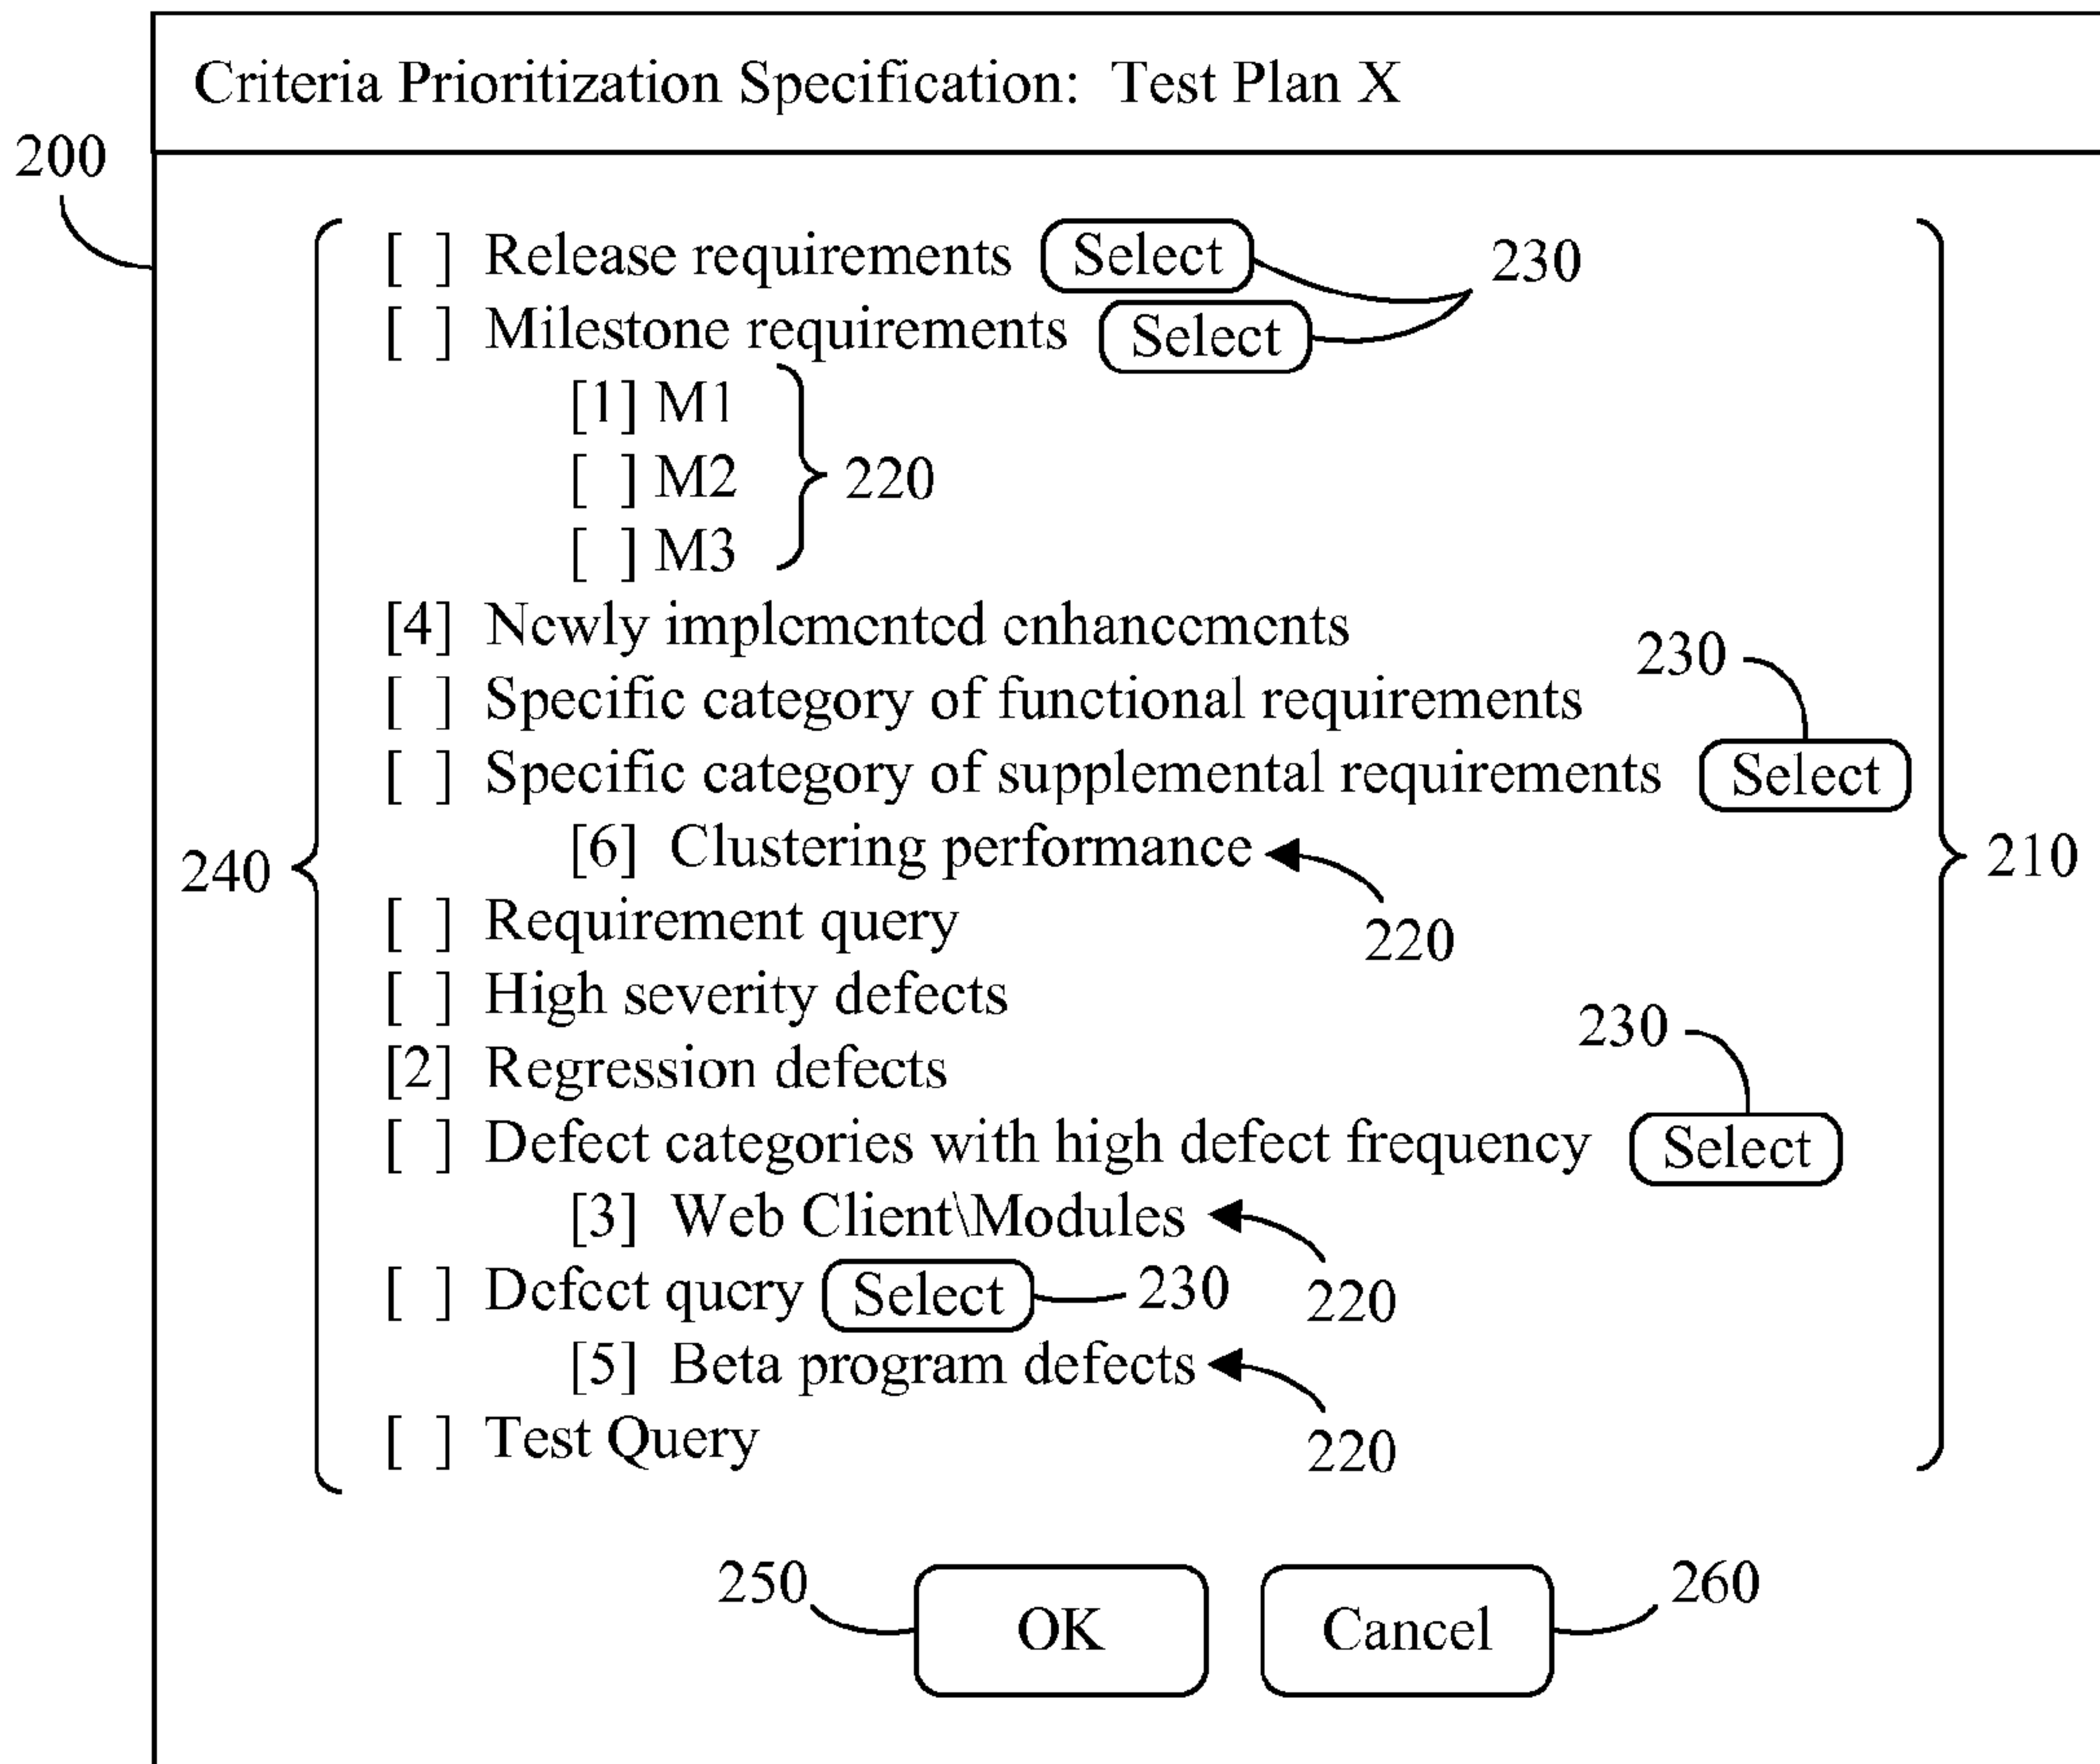 Criteria Prioritization Specification: Test Plan X
200
[ ] Release requirements Select 230
[ ] Milestone requirements Select
[1] M1
[ ] M2 220
[ ] M3
[4] Newly implemented enhancements
230
[ ] Specific category of functional requirements
[ ] Specific category of supplemental requirements Select
240 [6] Clustering performance 210
[ ] Requirement query 220
[ ] High severity defects
230
[2] Regression defects
[ ] Defect categories with high defect frequency Select
[3] Web Client\Modules
[ ] Defect query Select 230 220
[5] Beta program defects
[ ] Test Query 220
250 OK Cancel 260